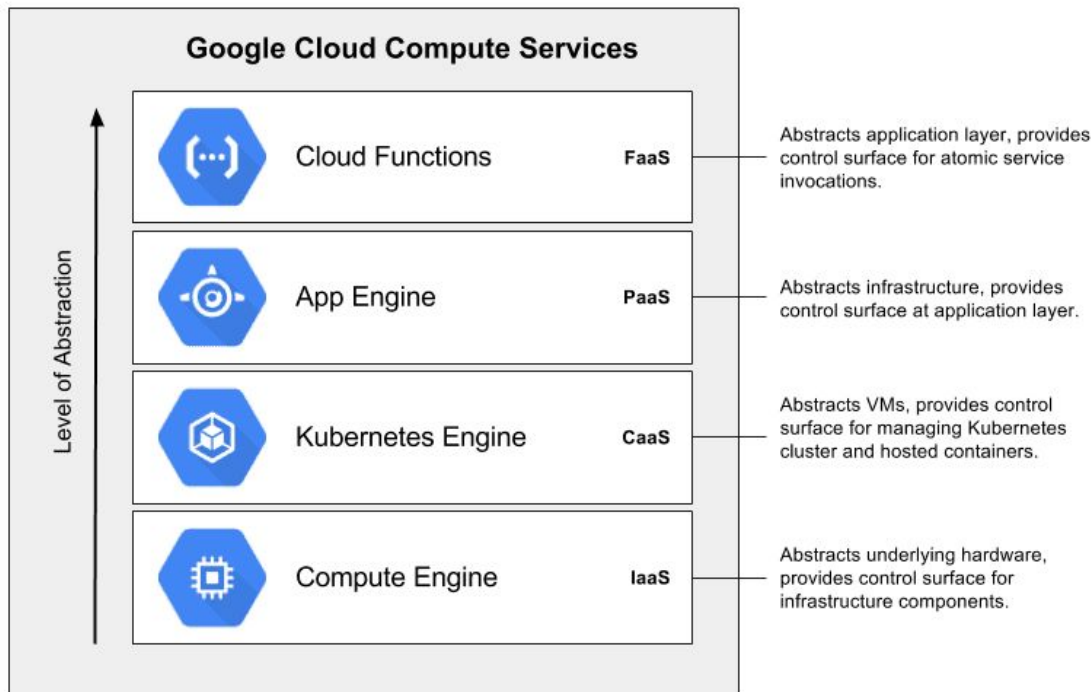 Google Cloud Compute Services
Level of Abstraction
Cloud Functions FaaS
Abstracts application layer, provides
control surface for atomic service
invocations.
App Engine PaaS
Abstracts infrastructure, provides
control surface at application layer.
Kubernetes Engine CaaS
Abstracts VMs, provides control
surface for managing Kubernetes
cluster and hosted containers.
Compute Engine IaaS
Abstracts underlying hardware,
provides control surface for
infrastructure components.